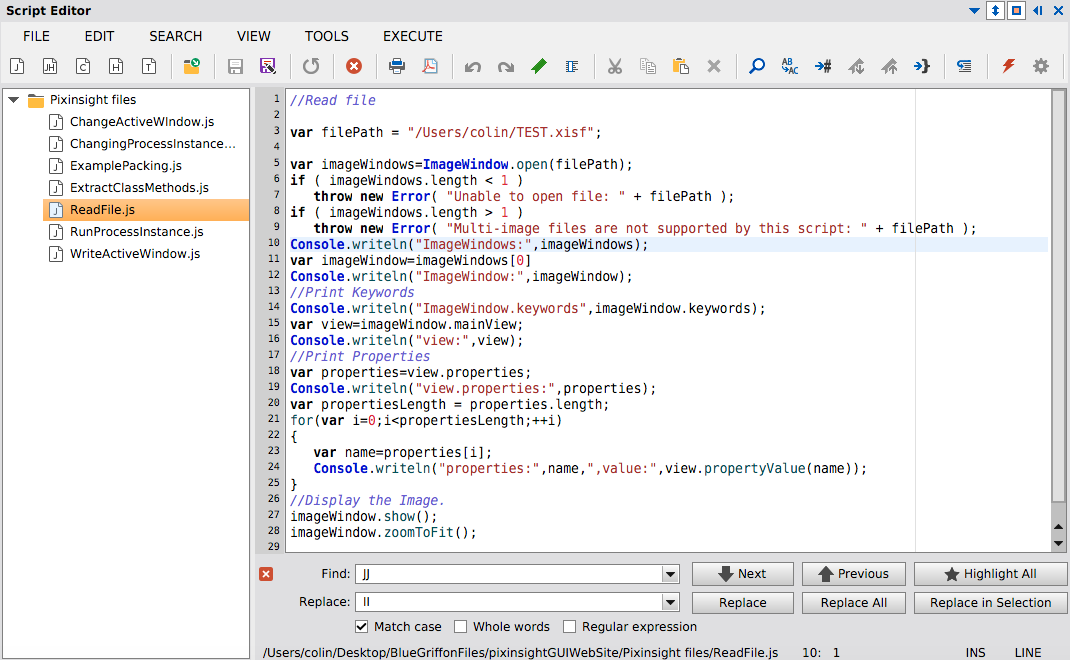 Script Editor
FILE EDIT SEARCH VIEW TOOLS EXECUTE
J JH C H T
AB AC
Pixinsight files
ChangeActiveWIndow.js
ChangingProcessInstance...
ExamplePacking.js
ExtractClassMethods.js
ReadFile.js
RunProcessInstance.js
WriteActiveWindow.js
1 //Read file
2
3 var filePath = "/Users/colin/TEST.xisf";
4
5 var imageWindows=ImageWindow.open(filePath);
6 if ( imageWindows.length < 1 )
7    throw new Error( "Unable to open file: " + filePath );
8 if ( imageWindows.length > 1 )
9    throw new Error( "Multi-image files are not supported by this script: " + filePath );
10 Console.writeln("ImageWindows:",imageWindows);
11 var imageWindow=imageWindows[0]
12 Console.writeln("ImageWindow:",imageWindow);
13 //Print Keywords
14 Console.writeln("ImageWindow.keywords",imageWindow.keywords);
15 var view=imageWindow.mainView;
16 Console.writeln("view:",view);
17 //Print Properties
18 var properties=view.properties;
19 Console.writeln("view.properties:",properties);
20 var propertiesLength = properties.length;
21 for(var i=0;i<propertiesLength;++i)
22 {
23    var name=properties[i];
24    Console.writeln("properties:",name,",value:",view.propertyValue(name));
25 }
26 //Display the Image.
27 imageWindow.show();
28 imageWindow.zoomToFit();
29
Find: JJ Next Previous Highlight All
Replace: II Replace Replace All Replace in Selection
Match case Whole words Regular expression
/Users/colin/Desktop/BlueGriffonFiles/pixinsightGUIWebSite/Pixinsight files/ReadFile.js 10: 1 INS LINE